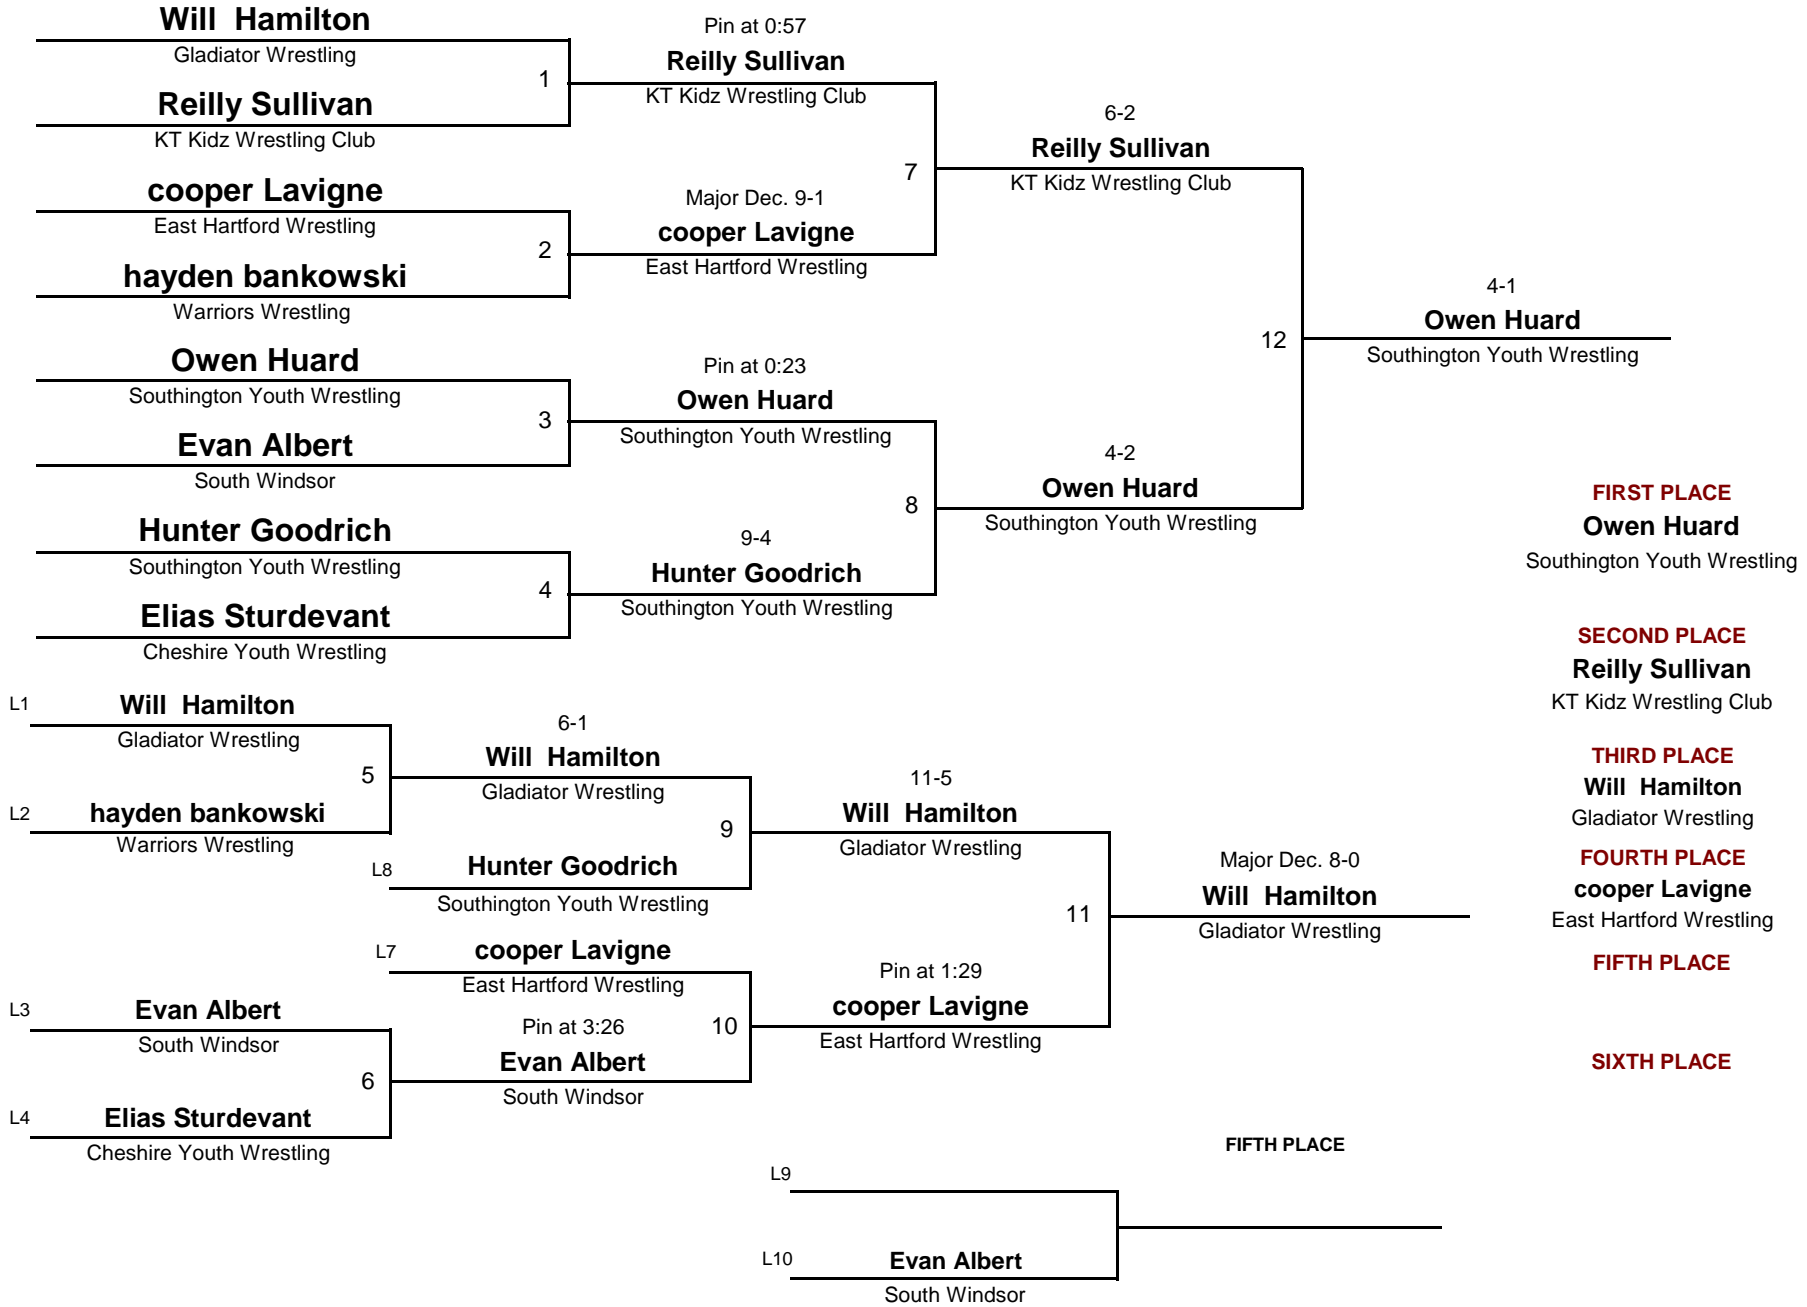 Will  Hamilton
Gladiator Wrestling
1
Reilly Sullivan
KT Kidz Wrestling Club
cooper Lavigne
East Hartford Wrestling
2
hayden bankowski
Warriors Wrestling
Owen Huard
Southington Youth Wrestling
3
Evan Albert
South Windsor
Hunter Goodrich
Southington Youth Wrestling
4
Elias Sturdevant
Cheshire Youth Wrestling
Pin at 0:57
Reilly Sullivan
KT Kidz Wrestling Club
7
Major Dec. 9-1
cooper Lavigne
East Hartford Wrestling
Pin at 0:23
Owen Huard
Southington Youth Wrestling
8
9-4
Hunter Goodrich
Southington Youth Wrestling
6-2
Reilly Sullivan
KT Kidz Wrestling Club
12
4-2
Owen Huard
Southington Youth Wrestling
4-1
Owen Huard
Southington Youth Wrestling
L1
Will  Hamilton
Gladiator Wrestling
5
L2
hayden bankowski
Warriors Wrestling
L3
Evan Albert
South Windsor
6
L4
Elias Sturdevant
Cheshire Youth Wrestling
6-1
Will  Hamilton
Gladiator Wrestling
9
L8
Hunter Goodrich
Southington Youth Wrestling
L7
cooper Lavigne
East Hartford Wrestling
10
Pin at 3:26
Evan Albert
South Windsor
11-5
Will  Hamilton
Gladiator Wrestling
11
Pin at 1:29
cooper Lavigne
East Hartford Wrestling
Major Dec. 8-0
Will  Hamilton
Gladiator Wrestling
FIFTH PLACE
L9
L10
Evan Albert
South Windsor
FIRST PLACE
Owen Huard
Southington Youth Wrestling
SECOND PLACE
Reilly Sullivan
KT Kidz Wrestling Club
THIRD PLACE
Will  Hamilton
Gladiator Wrestling
FOURTH PLACE
cooper Lavigne
East Hartford Wrestling
FIFTH PLACE
SIXTH PLACE